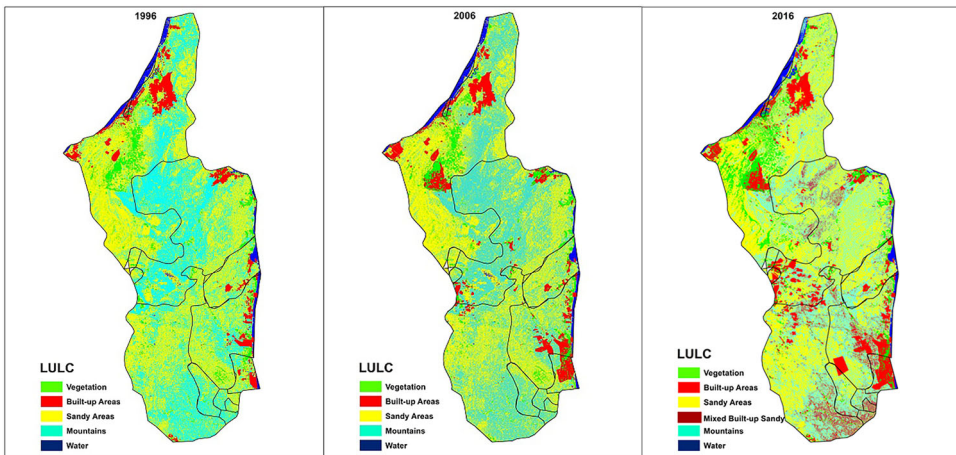 1996
LULC
Vegetation
Built-up Areas
Sandy Areas
Mountains
Water
2006
LULC
Vegetation
Built-up Areas
Sandy Areas
Mountains
Water
2016
LULC
Vegetation
Built-up Areas
Sandy Areas
Mixed Built-up Sandy
Mountains
Water